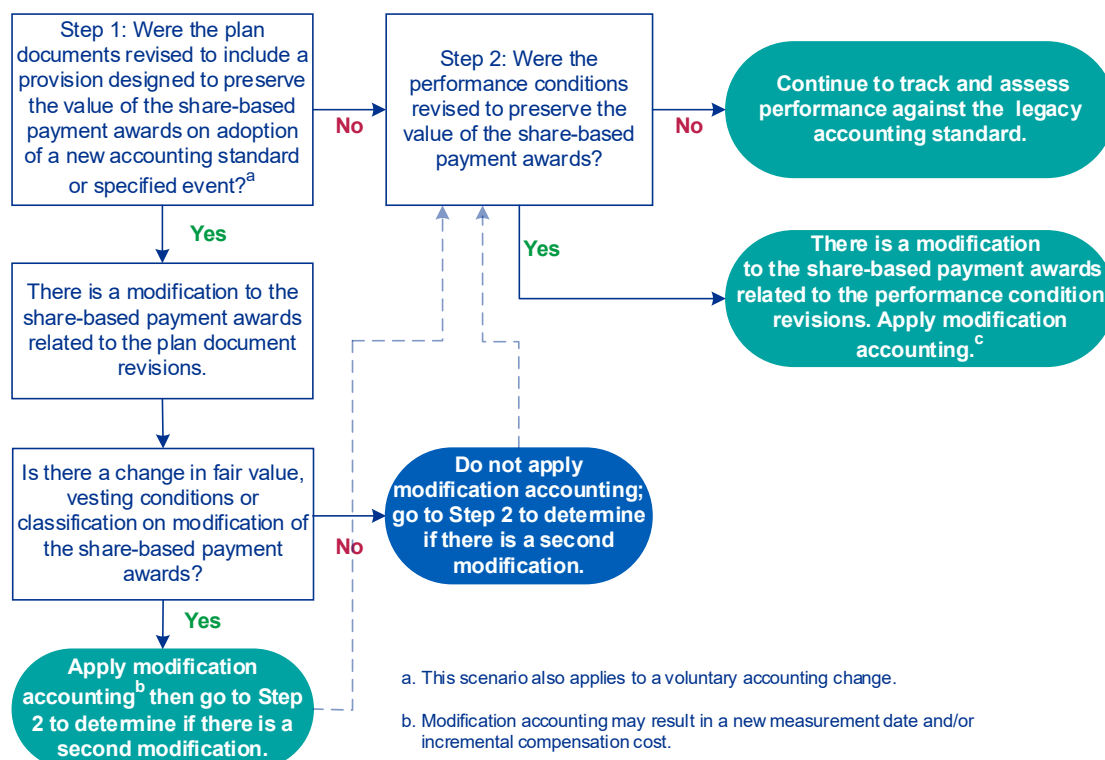 Step 1: Were the plan
documents revised to include a
provision designed to preserve
the value of the share-based
payment awards on adoption
of a new accounting standard
or specified event?a
No
Step 2: Were the
performance conditions
revised to preserve the
value of the share-based
payment awards?
No
Continue to track and assess
performance against the legacy
accounting standard.
Yes
Yes
There is a modification
to the share-based payment awards
related to the performance condition
revisions. Apply modification
accounting.c
There is a modification to the
share-based payment awards
related to the plan document
revisions.
Is there a change in fair value,
vesting conditions or
classification on modification of
the share-based payment
awards?
No
Do not apply
modification accounting;
go to Step 2 to determine
if there is a second
modification.
Yes
Apply modification
accountingb then go to Step
2 to determine if there is a
second modification.
a. This scenario also applies to a voluntary accounting change.
b. Modification accounting may result in a new measurement date and/or
incremental compensation cost.